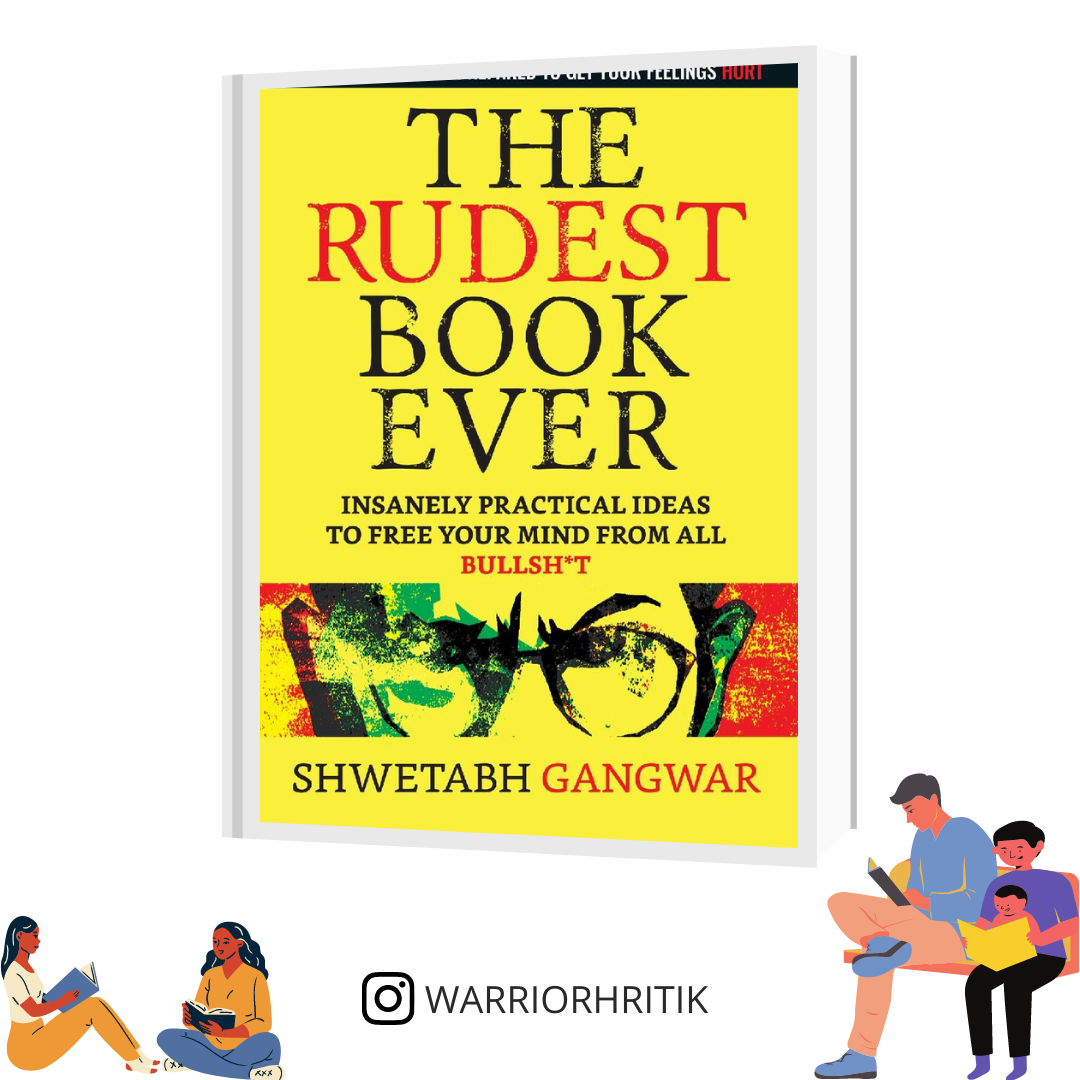 TO GET YOUR FEELINGS HURT
THE
RUDEST
BOOK
EVER
INSANELY PRACTICAL IDEAS
TO FREE YOUR MIND FROM ALL
BULLSH*T
SHWETABH GANGWAR
WARRIORHRITIK